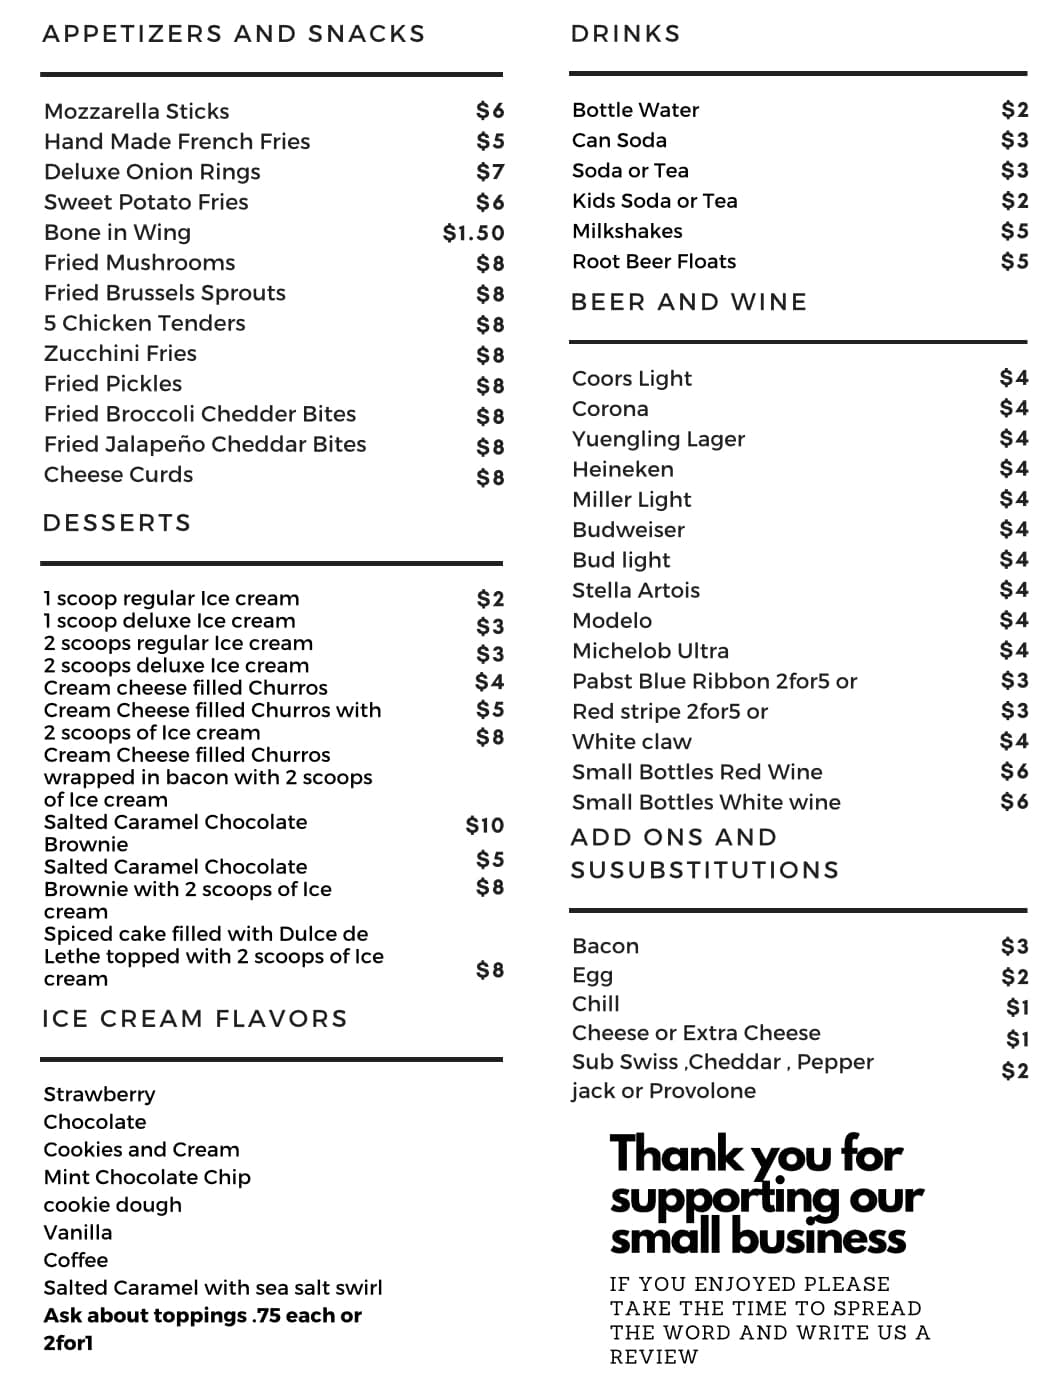 APPETIZERS AND SNACKS
Mozzarella Sticks $6
Hand Made French Fries $5
Deluxe Onion Rings $7
Sweet Potato Fries $6
Bone in Wing $1.50
Fried Mushrooms $8
Fried Brussels Sprouts $8
5 Chicken Tenders $8
Zucchini Fries $8
Fried Pickles $8
Fried Broccoli Chedder Bites $8
Fried Jalapeño Cheddar Bites $8
Cheese Curds $8
DESSERTS
1 scoop regular Ice cream $2
1 scoop deluxe Ice cream $3
2 scoops regular Ice cream $3
2 scoops deluxe Ice cream $4
Cream cheese filled Churros $5
Cream Cheese filled Churros with
2 scoops of Ice cream $8
Cream Cheese filled Churros
wrapped in bacon with 2 scoops
of Ice cream
Salted Caramel Chocolate $10
Brownie
Salted Caramel Chocolate $5
Brownie with 2 scoops of Ice $8
cream
Spiced cake filled with Dulce de
Lethe topped with 2 scoops of Ice
cream $8
ICE CREAM FLAVORS
Strawberry
Chocolate
Cookies and Cream
Mint Chocolate Chip
cookie dough
Vanilla
Coffee
Salted Caramel with sea salt swirl
Ask about toppings .75 each or
2for1
DRINKS
Bottle Water $2
Can Soda $3
Soda or Tea $3
Kids Soda or Tea $2
Milkshakes $5
Root Beer Floats $5
BEER AND WINE
Coors Light $4
Corona $4
Yuengling Lager $4
Heineken $4
Miller Light $4
Budweiser $4
Bud light $4
Stella Artois $4
Modelo $4
Michelob Ultra $4
Pabst Blue Ribbon 2for5 or $3
Red stripe 2for5 or $3
White claw $4
Small Bottles Red Wine $6
Small Bottles White wine $6
ADD ONS AND
SUSUBSTITUTIONS
Bacon $3
Egg $2
Chill $1
Cheese or Extra Cheese $1
Sub Swiss ,Cheddar , Pepper $2
jack or Provolone
Thank you for
supporting our
small business
IF YOU ENJOYED PLEASE
TAKE THE TIME TO SPREAD
THE WORD AND WRITE US A
REVIEW